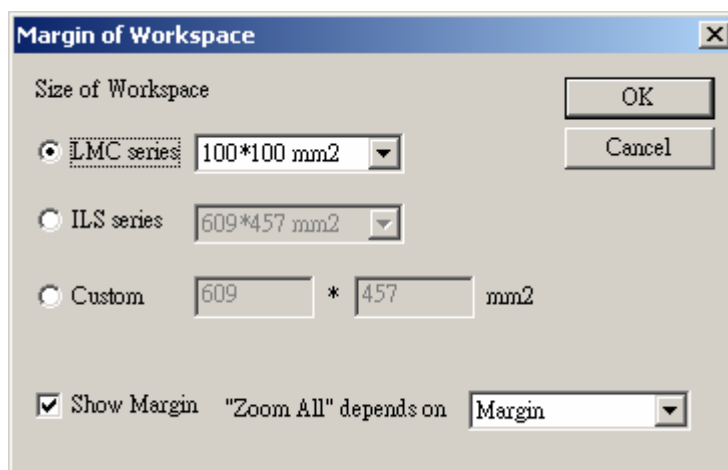 Margin of Workspace
Size of Workspace
OK
LMC series 100*100 mm2
Cancel
ILS series 609*457 mm2
Custom 609 * 457 mm2
Show Margin "Zoom All" depends on Margin